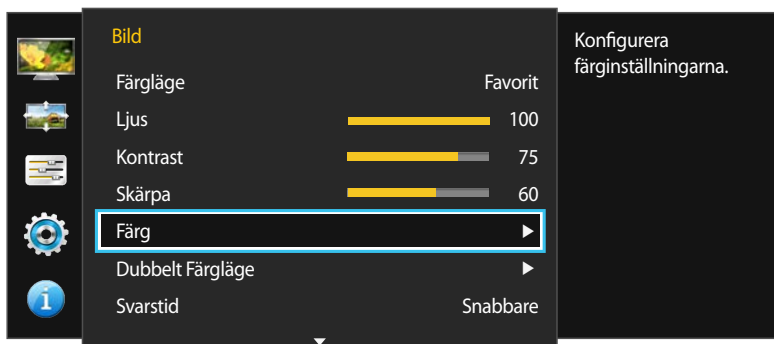 Bild
Färgläge Favorit
Ljus 100
Kontrast 75
Skärpa 60
Färg
Dubbelt Färgläge
Svarstid Snabbare
Konfigurera
färginställningarna.